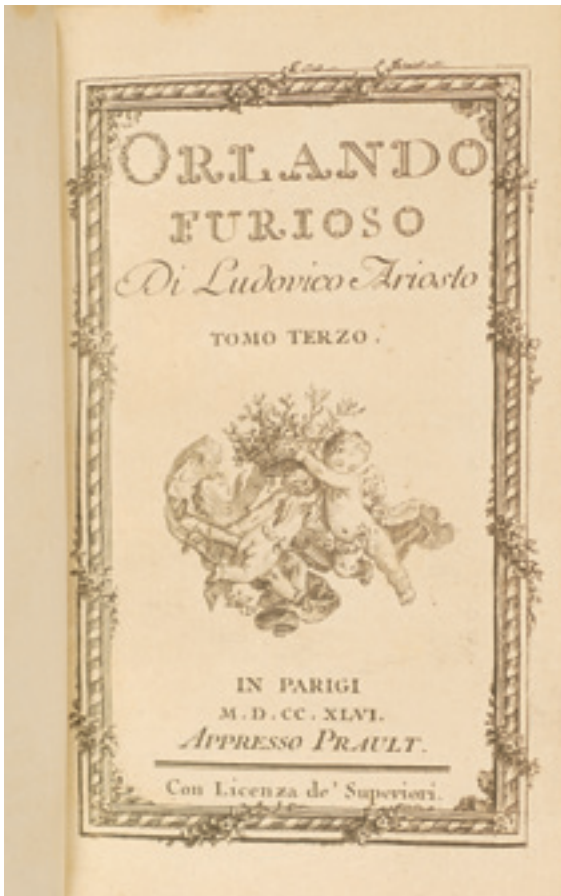 ORLANDO
FURIOSO
Di Ludovico Ariosto
TOMO TERZO.
IN PARIGI
M.D.CC.XLVI.
APPRESSO PRAULT.
Con Licenza de' Superiori.